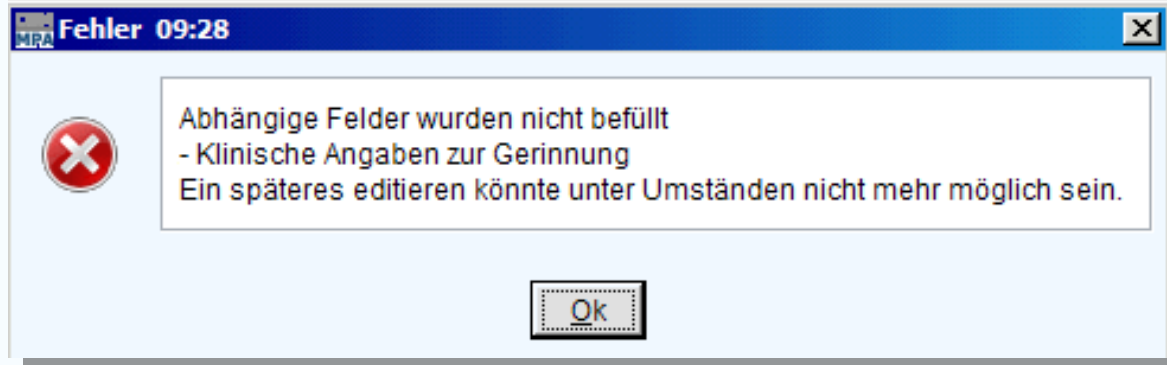 MPA Fehler 09:28
Abhängige Felder wurden nicht befüllt
- Klinische Angaben zur Gerinnung
Ein späteres editieren könnte unter Umständen nicht mehr möglich sein.
Ok